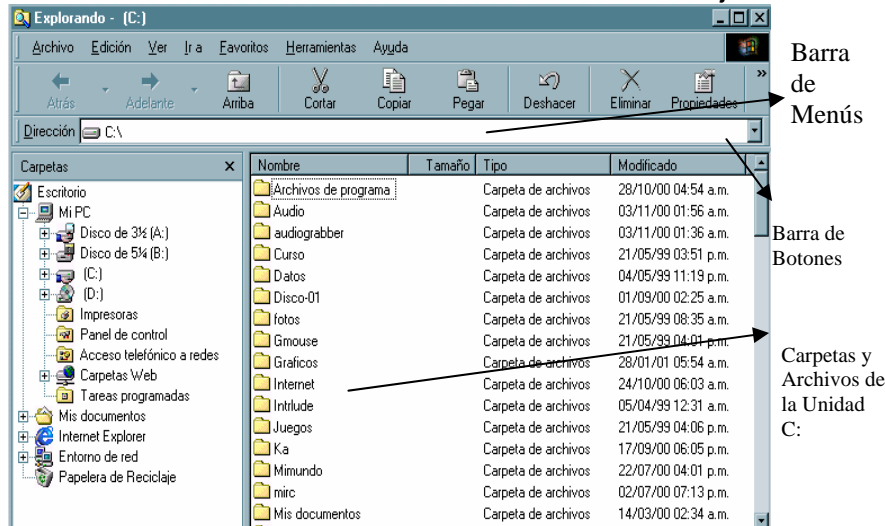 Explorando - (C:)
Archivo Edición Ver Ir a Favoritos Herramientas Ayuda
Atrás Adelante Arriba Cortar Copiar Pegar Deshacer Eliminar Propiedades »
Dirección C:\
Barra
de
Menús
Carpetas
Escritorio
Mi PC
Disco de 3½ (A:)
Disco de 5¼ (B:)
(C:)
(D:)
Impresoras
Panel de control
Acceso telefónico a redes
Carpetas Web
Tareas programadas
Mis documentos
Internet Explorer
Entorno de red
Papelera de Reciclaje
Nombre Tamaño Tipo Modificado
Archivos de programa Carpeta de archivos 28/10/00 04:54 a.m.
Audio Carpeta de archivos 03/11/00 01:56 a.m.
audiograbber Carpeta de archivos 03/11/00 01:36 a.m.
Curso Carpeta de archivos 21/05/99 03:51 p.m.
Datos Carpeta de archivos 04/05/99 11:19 p.m.
Disco-01 Carpeta de archivos 01/09/00 02:25 a.m.
fotos Carpeta de archivos 21/05/99 08:35 a.m.
Gmouse Carpeta de archivos 21/05/99 04:01 p.m.
Graficos Carpeta de archivos 28/01/01 05:54 a.m.
Internet Carpeta de archivos 24/10/00 06:03 a.m.
Intrlude Carpeta de archivos 05/04/99 12:31 a.m.
Juegos Carpeta de archivos 21/05/99 04:06 p.m.
Ka Carpeta de archivos 17/09/00 06:05 p.m.
Mimundo Carpeta de archivos 22/07/00 04:01 p.m.
mirc Carpeta de archivos 02/07/00 07:13 p.m.
Mis documentos Carpeta de archivos 14/03/00 02:34 a.m.
Barra de
Botones
Carpetas y
Archivos de
la Unidad
C: